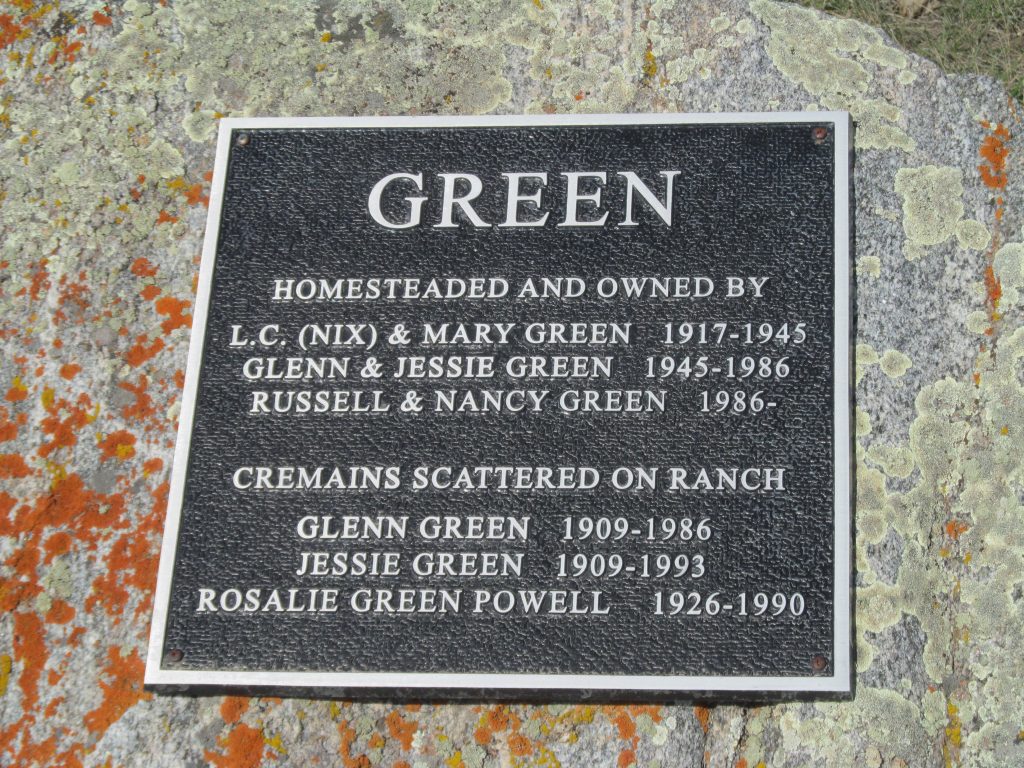 GREEN
HOMESTEADED AND OWNED BY
L.C. (NIX) & MARY GREEN 1917-1945
GLENN & JESSIE GREEN 1945-1986
RUSSELL & NANCY GREEN 1986-
CREMAINS SCATTERED ON RANCH
GLENN GREEN 1909-1986
JESSIE GREEN 1909-1993
ROSALIE GREEN POWELL 1926-1990